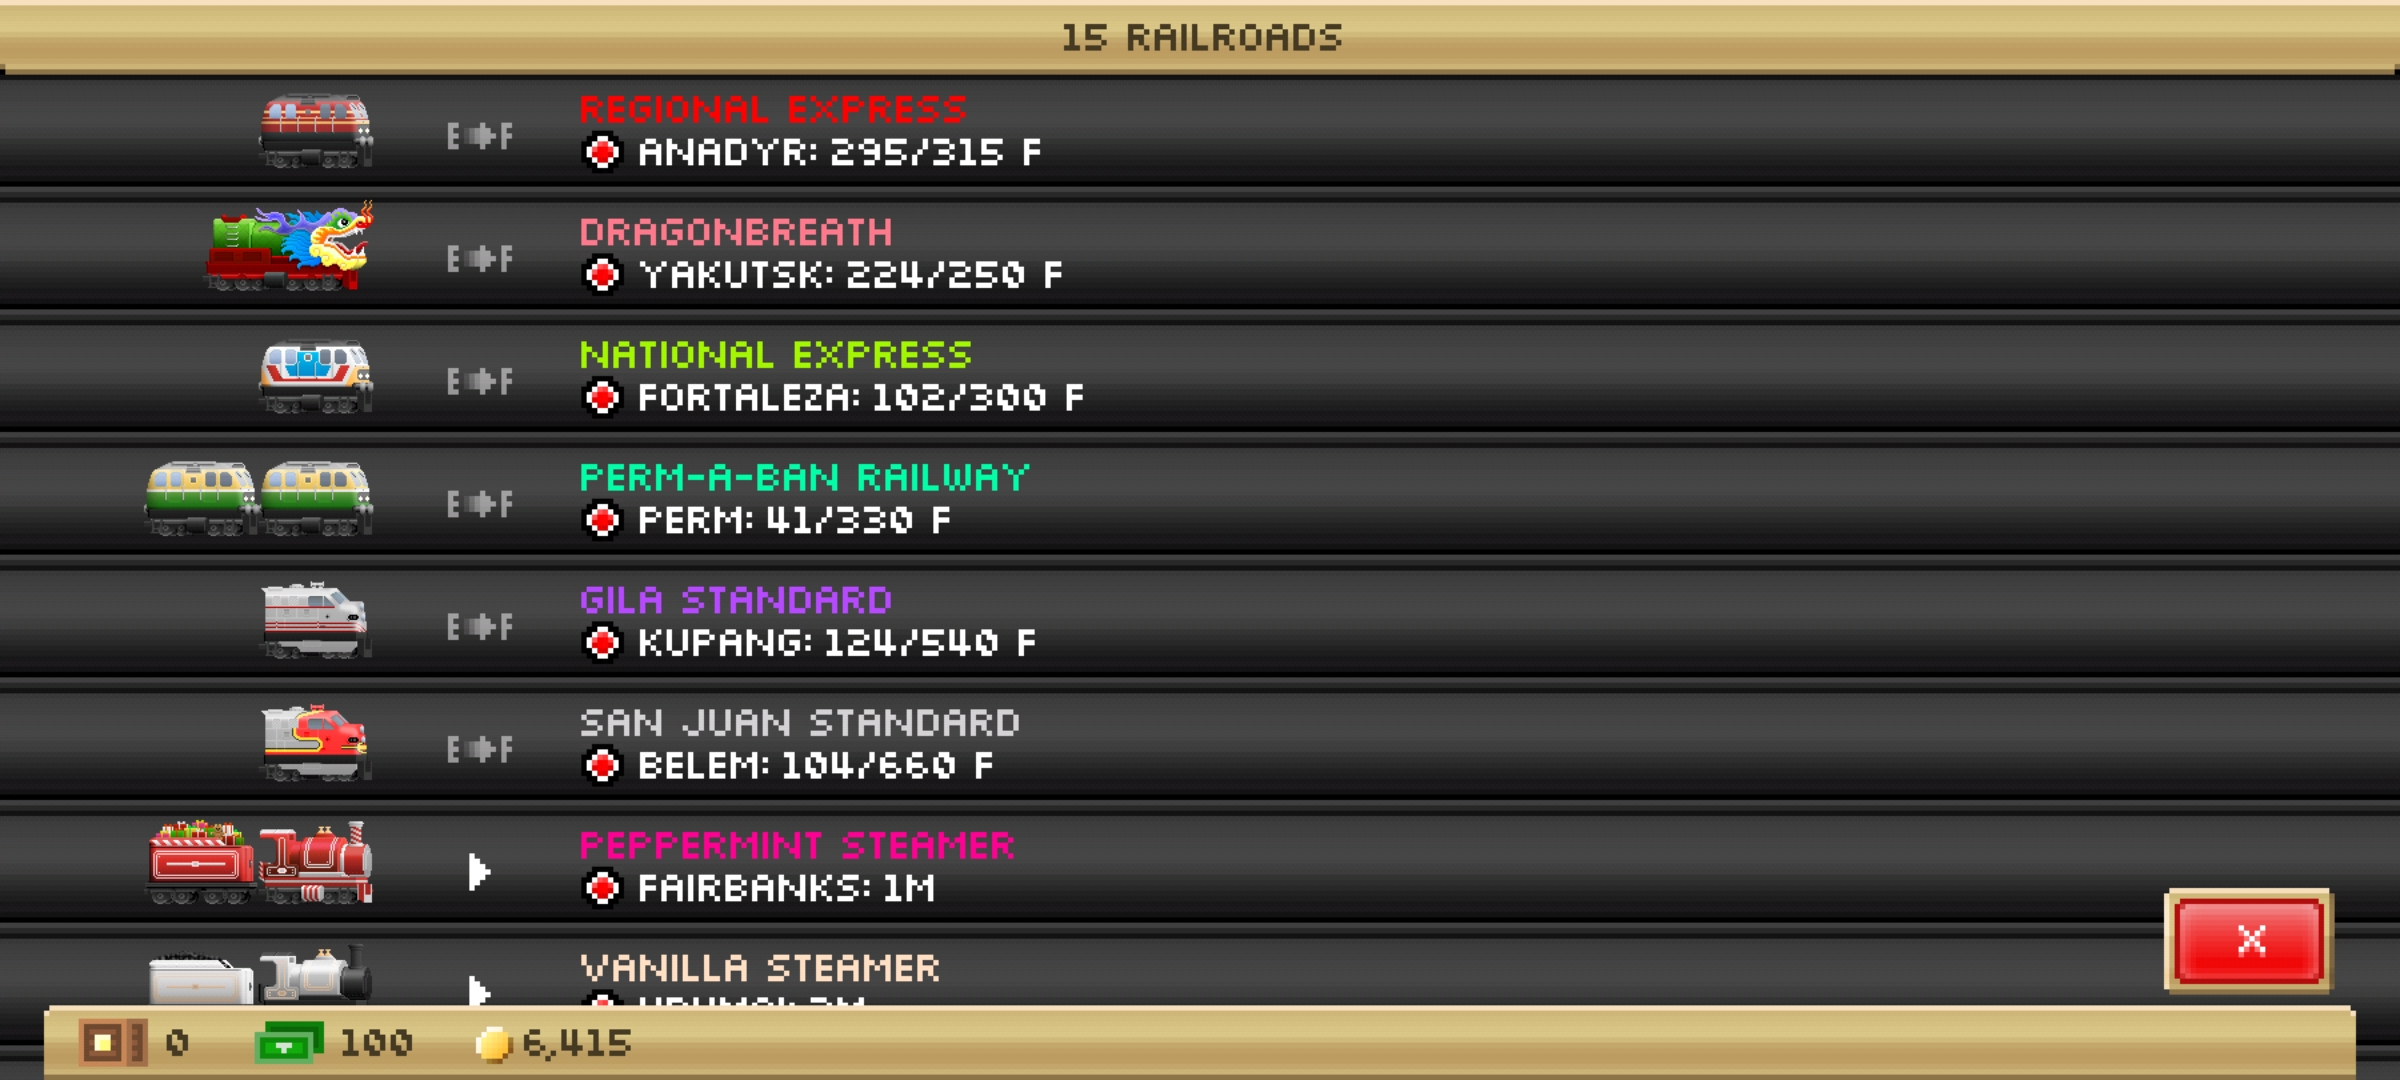 15 RAILROADS
E F
REGIONAL EXPRESS
ANADYR: 295/315 F
E F
DRAGONBREATH
YAKUTSK: 224/250 F
E F
NATIONAL EXPRESS
FORTALEZA: 102/300 F
E F
PERM-A-BAN RAILWAY
PERM: 41/330 F
E F
GILA STANDARD
KUPANG: 124/540 F
E F
SAN JUAN STANDARD
BELEM: 104/660 F
PEPPERMINT STEAMER
FAIRBANKS: 1M
VANILLA STEAMER
X
0
100
6,415